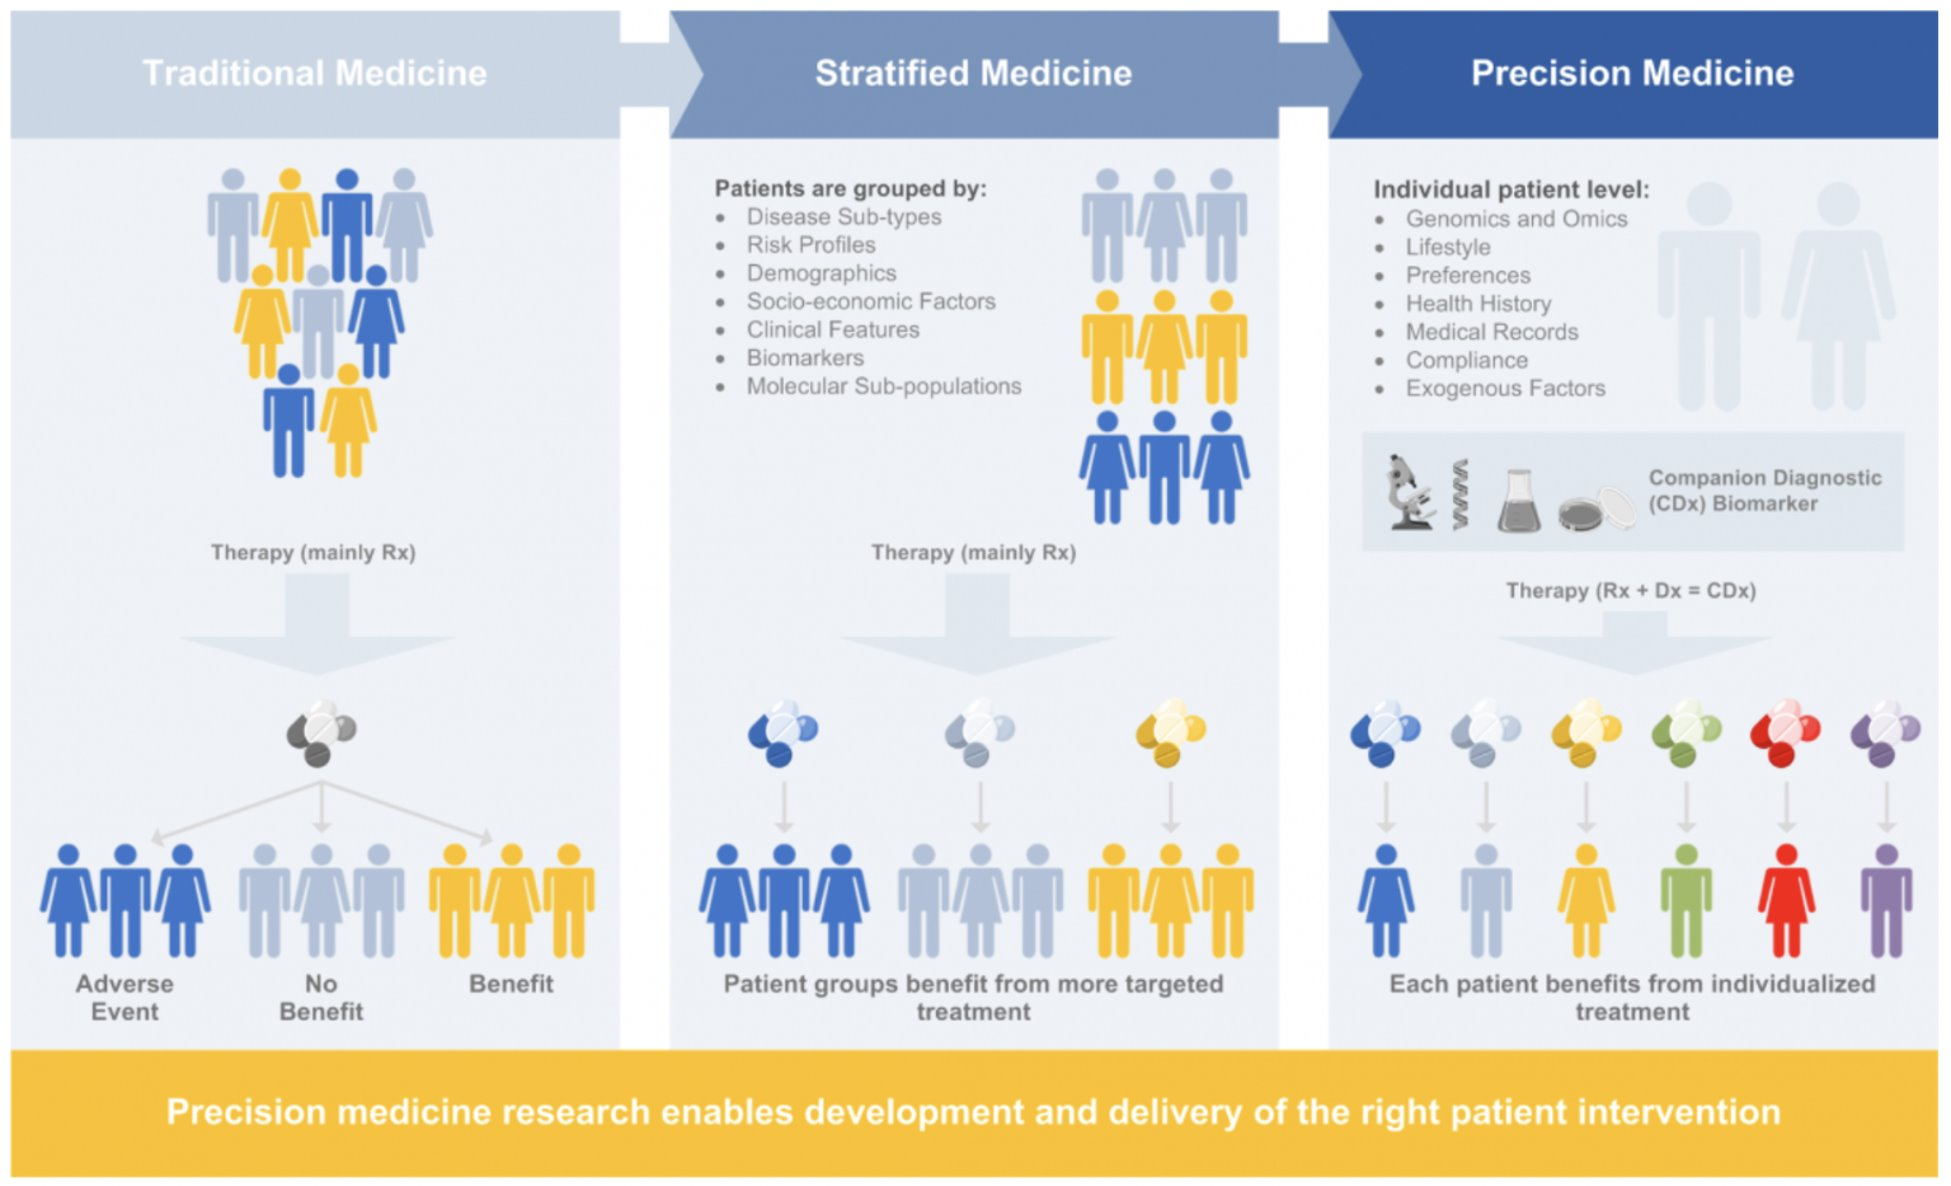 Traditional Medicine
Therapy (mainly Rx)
Adverse
Event
No
Benefit
Benefit
Stratified Medicine
Patients are grouped by:
• Disease Sub-types
• Risk Profiles
• Demographics
• Socio-economic Factors
• Clinical Features
• Biomarkers
• Molecular Sub-populations
Therapy (mainly Rx)
Patient groups benefit from more targeted
treatment
Precision Medicine
Individual patient level:
• Genomics and Omics
• Lifestyle
• Preferences
• Health History
• Medical Records
• Compliance
• Exogenous Factors
Companion Diagnostic
(CDx) Biomarker
Therapy (Rx + Dx = CDx)
Each patient benefits from individualized
treatment
Precision medicine research enables development and delivery of the right patient intervention